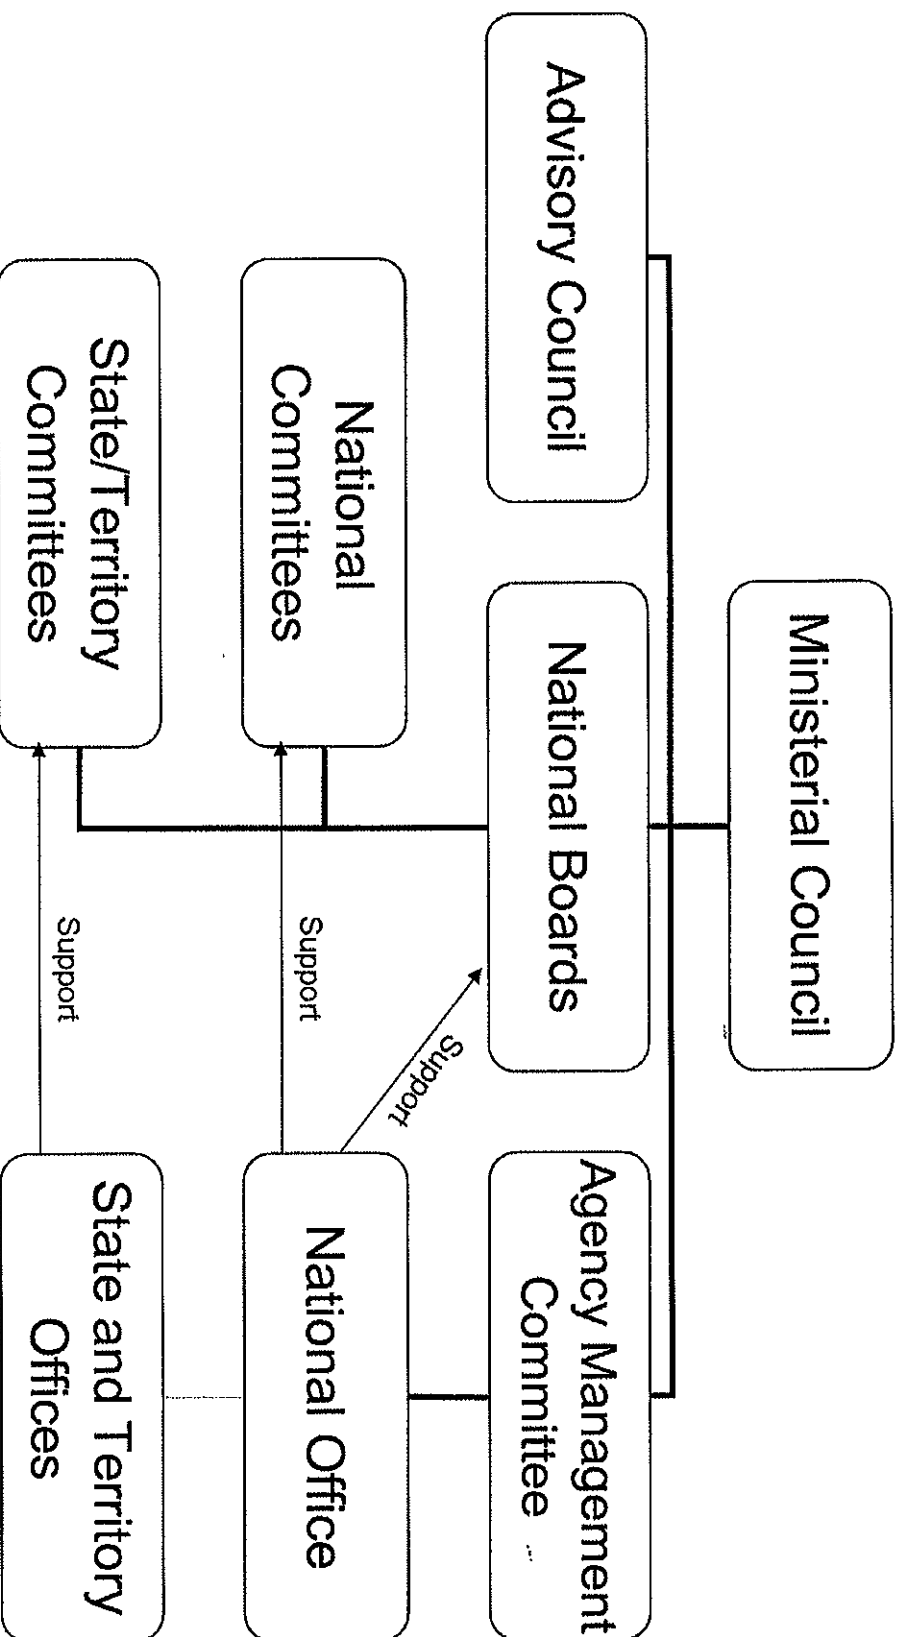 Ministerial Council
Advisory Council
National Boards
Agency Management
Committee
National
Committees
Support
Support
National Office
State/Territory
Committees
Support
State and Territory
Offices